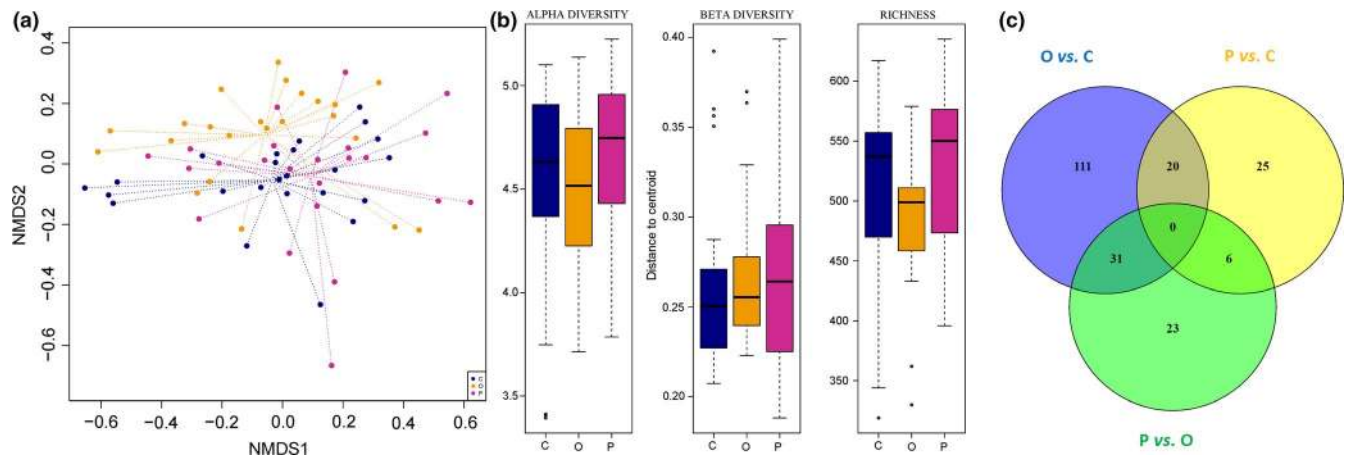 (a)
NMDS2
0.4
0.2
0.0
−0.2
−0.4
−0.6
−0.6 −0.4 −0.2 0.0 0.2 0.4 0.6
NMDS1
C
O
P
(b)
ALPHA DIVERSITY
5.0
4.5
4.0
3.5
C O P
BETA DIVERSITY
Distance to centroid
0.40
0.35
0.30
0.25
0.20
C O P
RICHNESS
600
550
500
450
400
350
C O P
(c)
O vs. C P vs. C
111 20 25
0
31 6
23
P vs. O